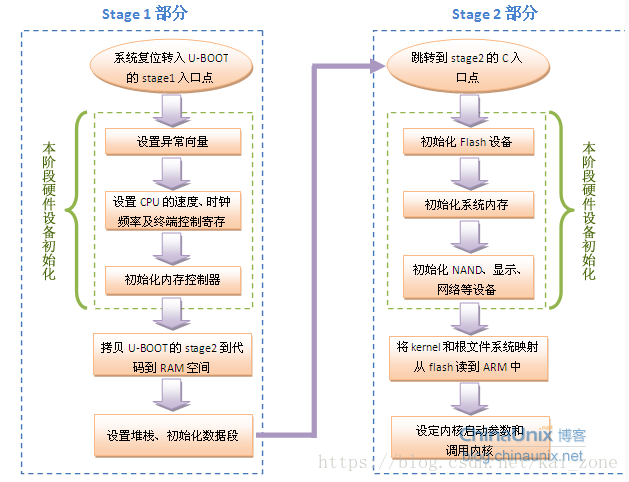 Stage 1 部分
系统复位转入 U-BOOT
的 stage1 入口点
本阶段硬件设备初始化
设置异常向量
设置 CPU 的速度、时钟
频率及终端控制寄存
初始化内存控制器
拷贝 U-BOOT 的 stage2 到代
码到 RAM 空间
设置堆栈、初始化数据段
Stage 2 部分
跳转到 stage2 的 C 入
口点
初始化 Flash 设备
初始化系统内存
初始化 NAND、显示、
网络等设备
本阶段硬件设备初始化
将 kernel 和根文件系统映射
从 flash 读到 ARM 中
设定内核启动参数和
调用内核
ChinaUnix 博客
blog.chinaunix.net
https://blog.csdn.net/kai_zone